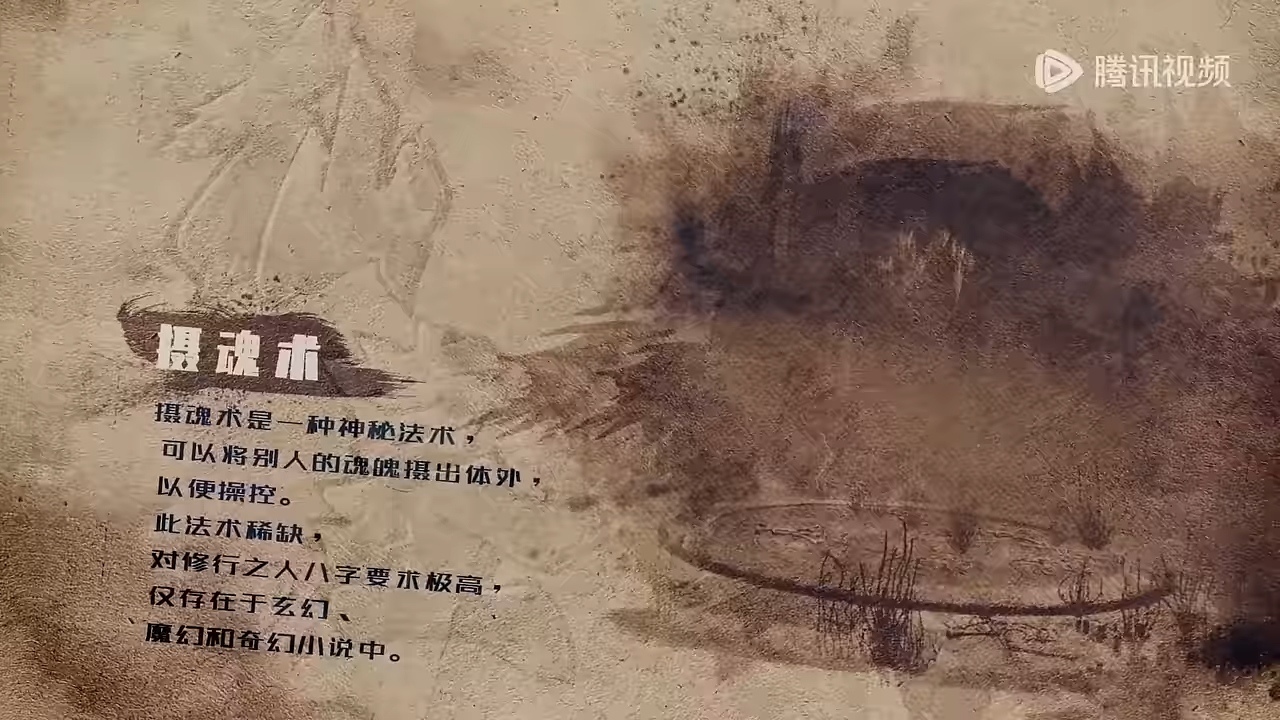 腾讯视频
摄魂术
摄魂术是一种神秘法术，
可以将别人的魂魄摄出体外，
以便操控。
此法术稀缺，
对修行之人八字要求极高，
仅存在于玄幻、
魔幻和奇幻小说中。